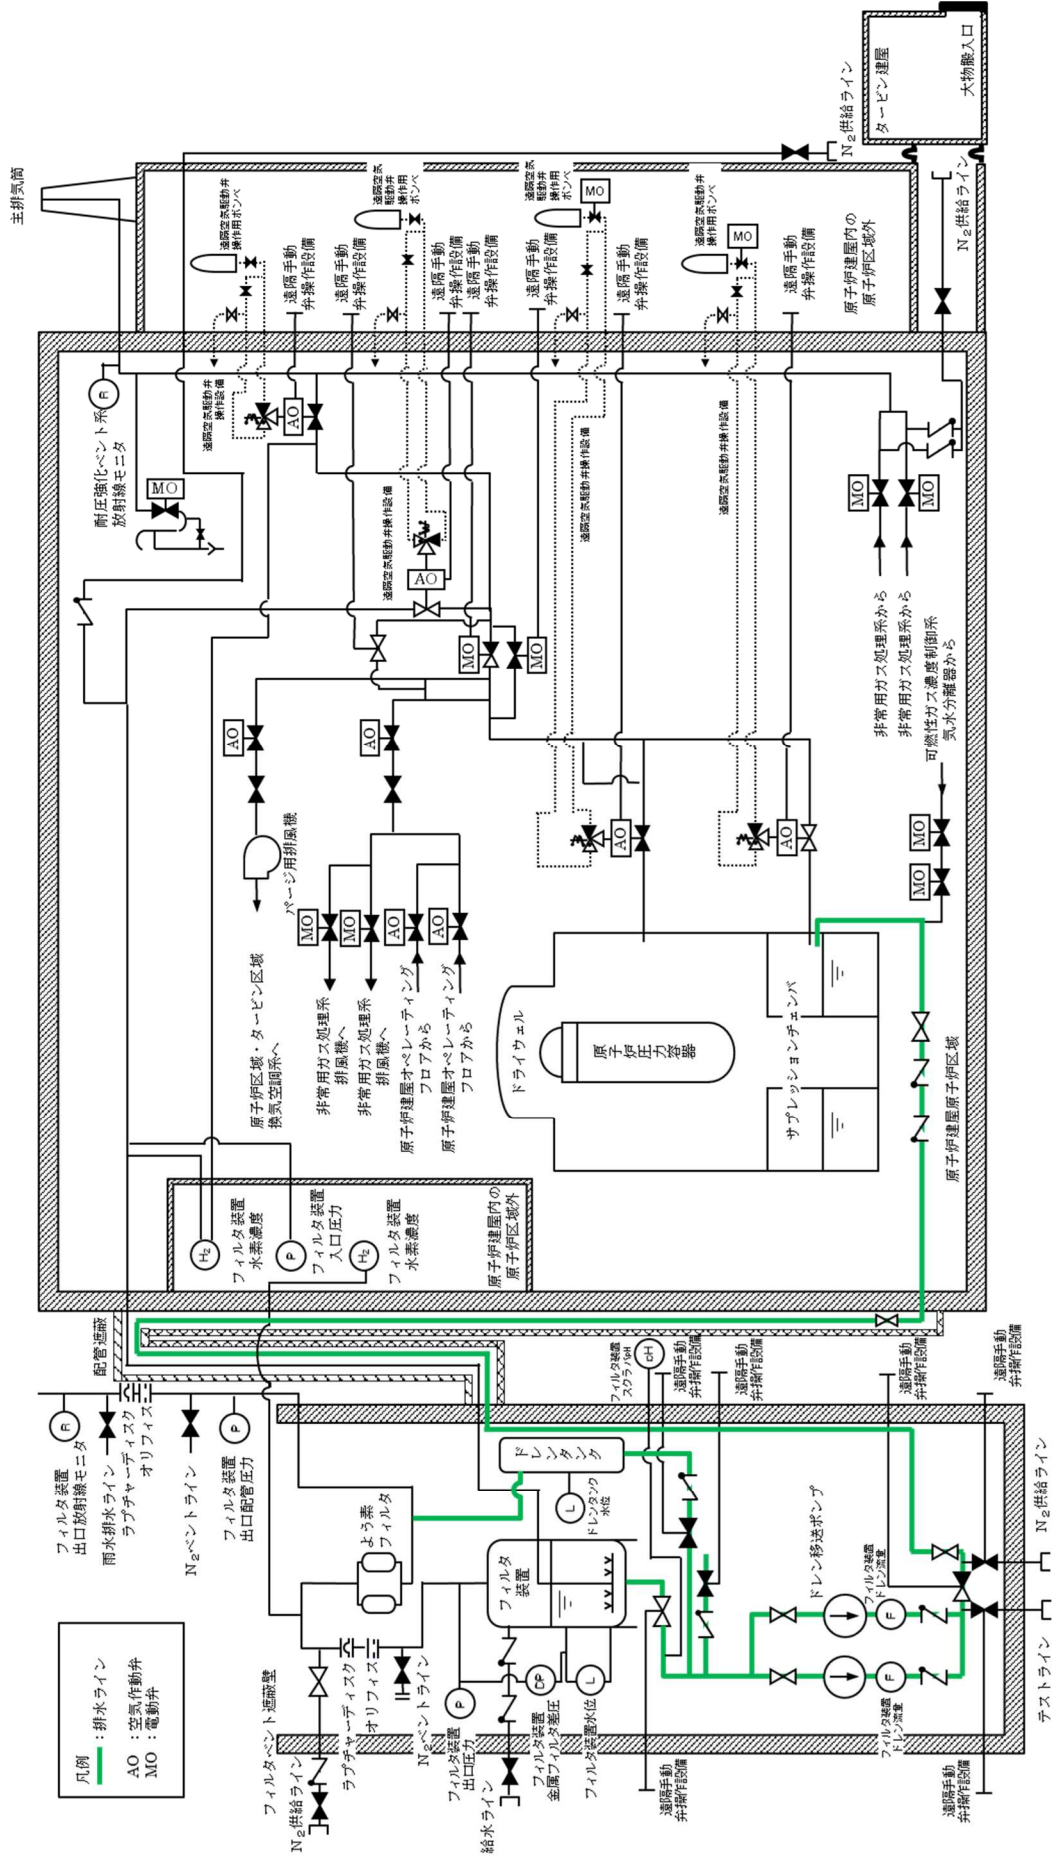 凡例
：排水ライン
AO：空気作動弁
MO：電動弁
主排気筒
タービン建屋
大物搬入口
N₂供給ライン
N₂供給ライン
遠隔空気駆動弁
操作用ボンベ
遠隔手動
弁操作設備
遠隔手動
弁操作設備
遠隔空気
駆動弁
操作用
ボンベ
遠隔手動
弁操作設備
遠隔手動
弁操作設備
遠隔空気
駆動弁
操作用
ボンベ
MO
遠隔手動
弁操作設備
遠隔手動
弁操作設備
遠隔空気駆動弁
操作用ボンベ
MO
遠隔手動
弁操作設備
原子炉建屋内の
原子炉区域外
R
耐圧強化ベント系
放射線モニタ
MO
遠隔空気駆動弁
操作設備
AO
遠隔空気駆動弁操作設備
AO
遠隔空気駆動弁操作設備
遠隔空気駆動弁操作設備
MO
MO
MO
MO
非常用ガス処理系から
非常用ガス処理系から
可燃性ガス濃度制御系
気水分離器から
MO
MO
AO
AO
AO
AO
パージ用排風機
原子炉区域・タービン区域
換気空調系へ
MO
MO
AO
AO
非常用ガス処理系
排風機へ
非常用ガス処理系
排風機へ
原子炉建屋オペレーティング
フロアから
原子炉建屋オペレーティング
フロアから
ドライウェル
原子炉圧力容器
サプレッションチェンバ
原子炉建屋原子炉区域
H₂
フィルタ装置
水素濃度
P
フィルタ装置
入口圧力
H₂
フィルタ装置
水素濃度
原子炉建屋内の
原子炉区域外
配管遮蔽
R
フィルタ装置
出口放射線モニタ
雨水排水ライン
ラプチャーディスク
オリフィス
N₂ベントライン
P
フィルタ装置
出口配管圧力
よう素
フィルタ
ドレンタンク
L
ドレンタンク
水位
フィルタ装置
スクラバpH
pH
遠隔手動
弁操作設備
遠隔手動
弁操作設備
遠隔手動
弁操作設備
遠隔手動
弁操作設備
フィルタ
装置
ドレン移送ポンプ
フィルタ装置
ドレン流量
F
F
フィルタ装置
ドレン流量
フィルタベント遮蔽壁
N₂供給ライン
ラプチャーディスク
オリフィス
N₂ベントライン
P
フィルタ装置
出口圧力
給水ライン
DP
フィルタ装置
金属フィルタ差圧
L
フィルタ装置水位
遠隔手動
弁操作設備
遠隔手動
弁操作設備
N₂供給ライン
テストライン